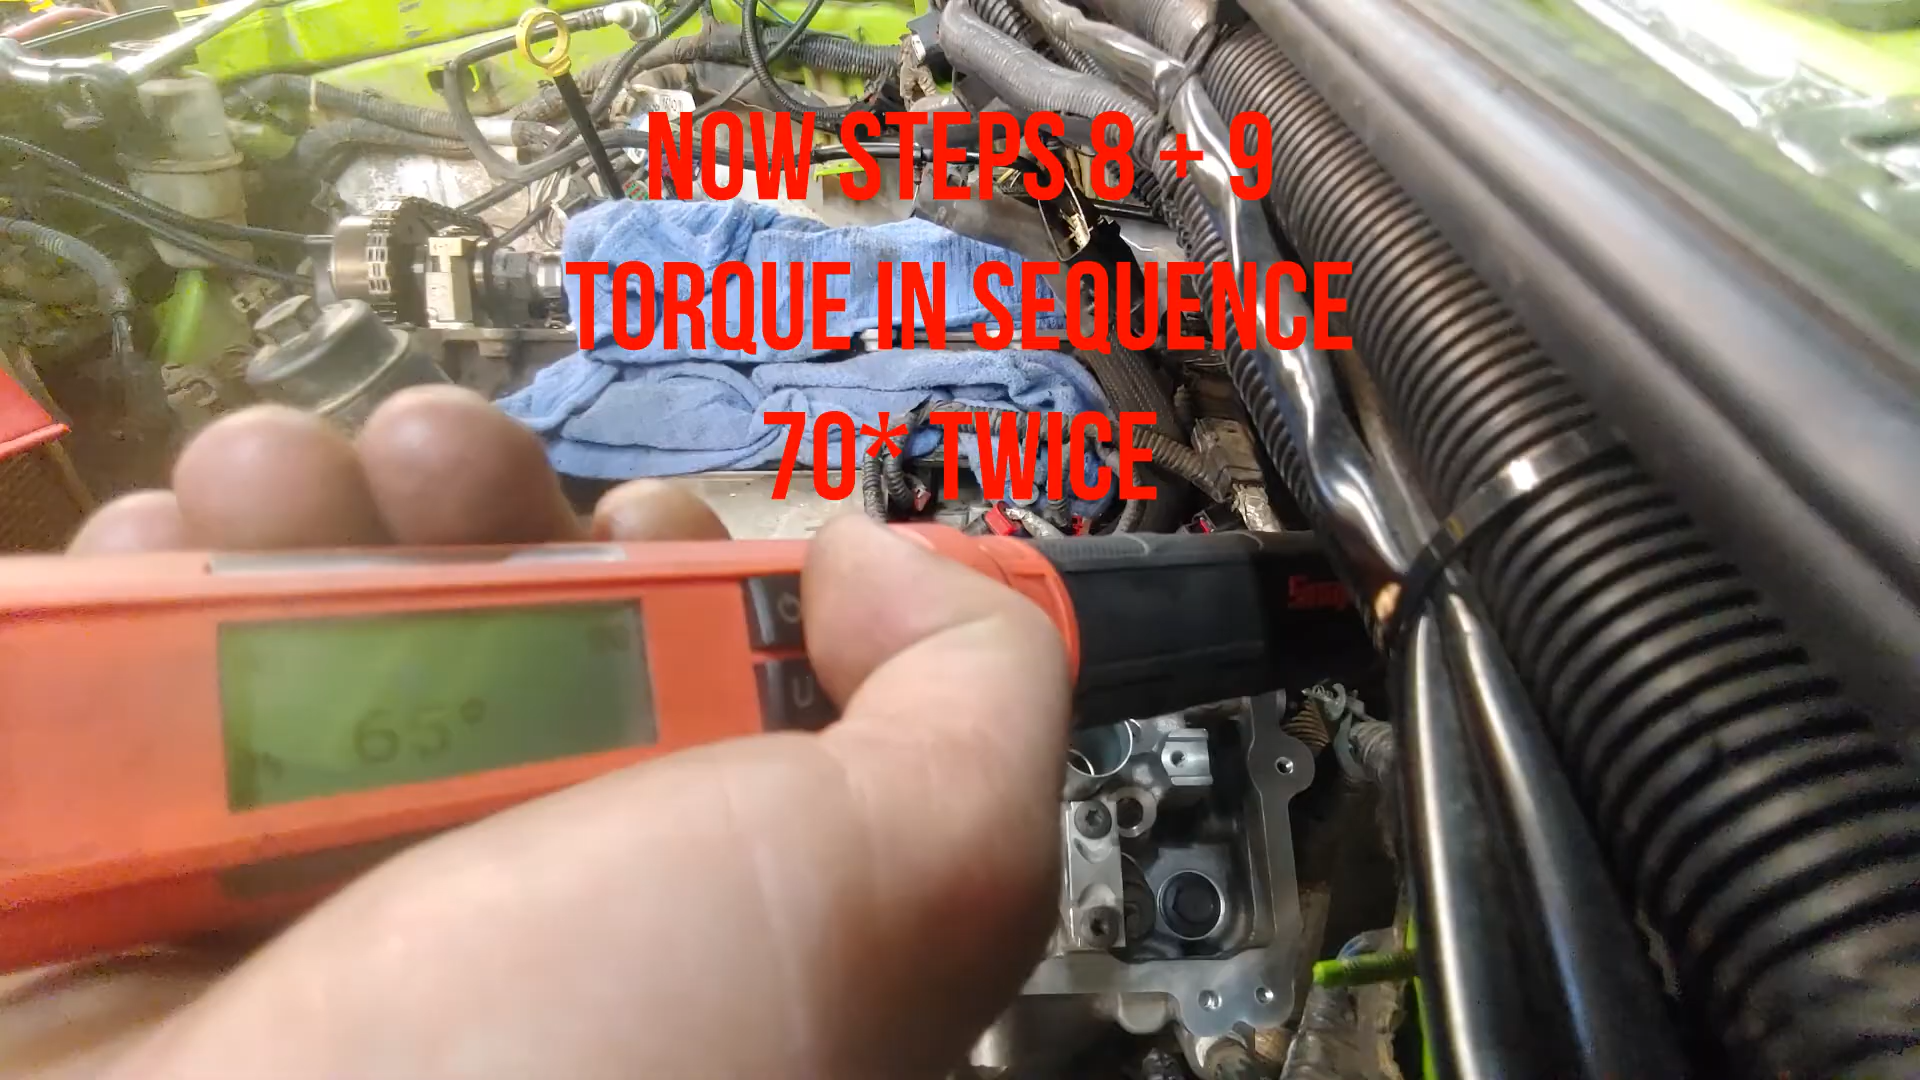 NOW STEPS 8 + 9
TORQUE IN SEQUENCE
70* TWICE
65°
U